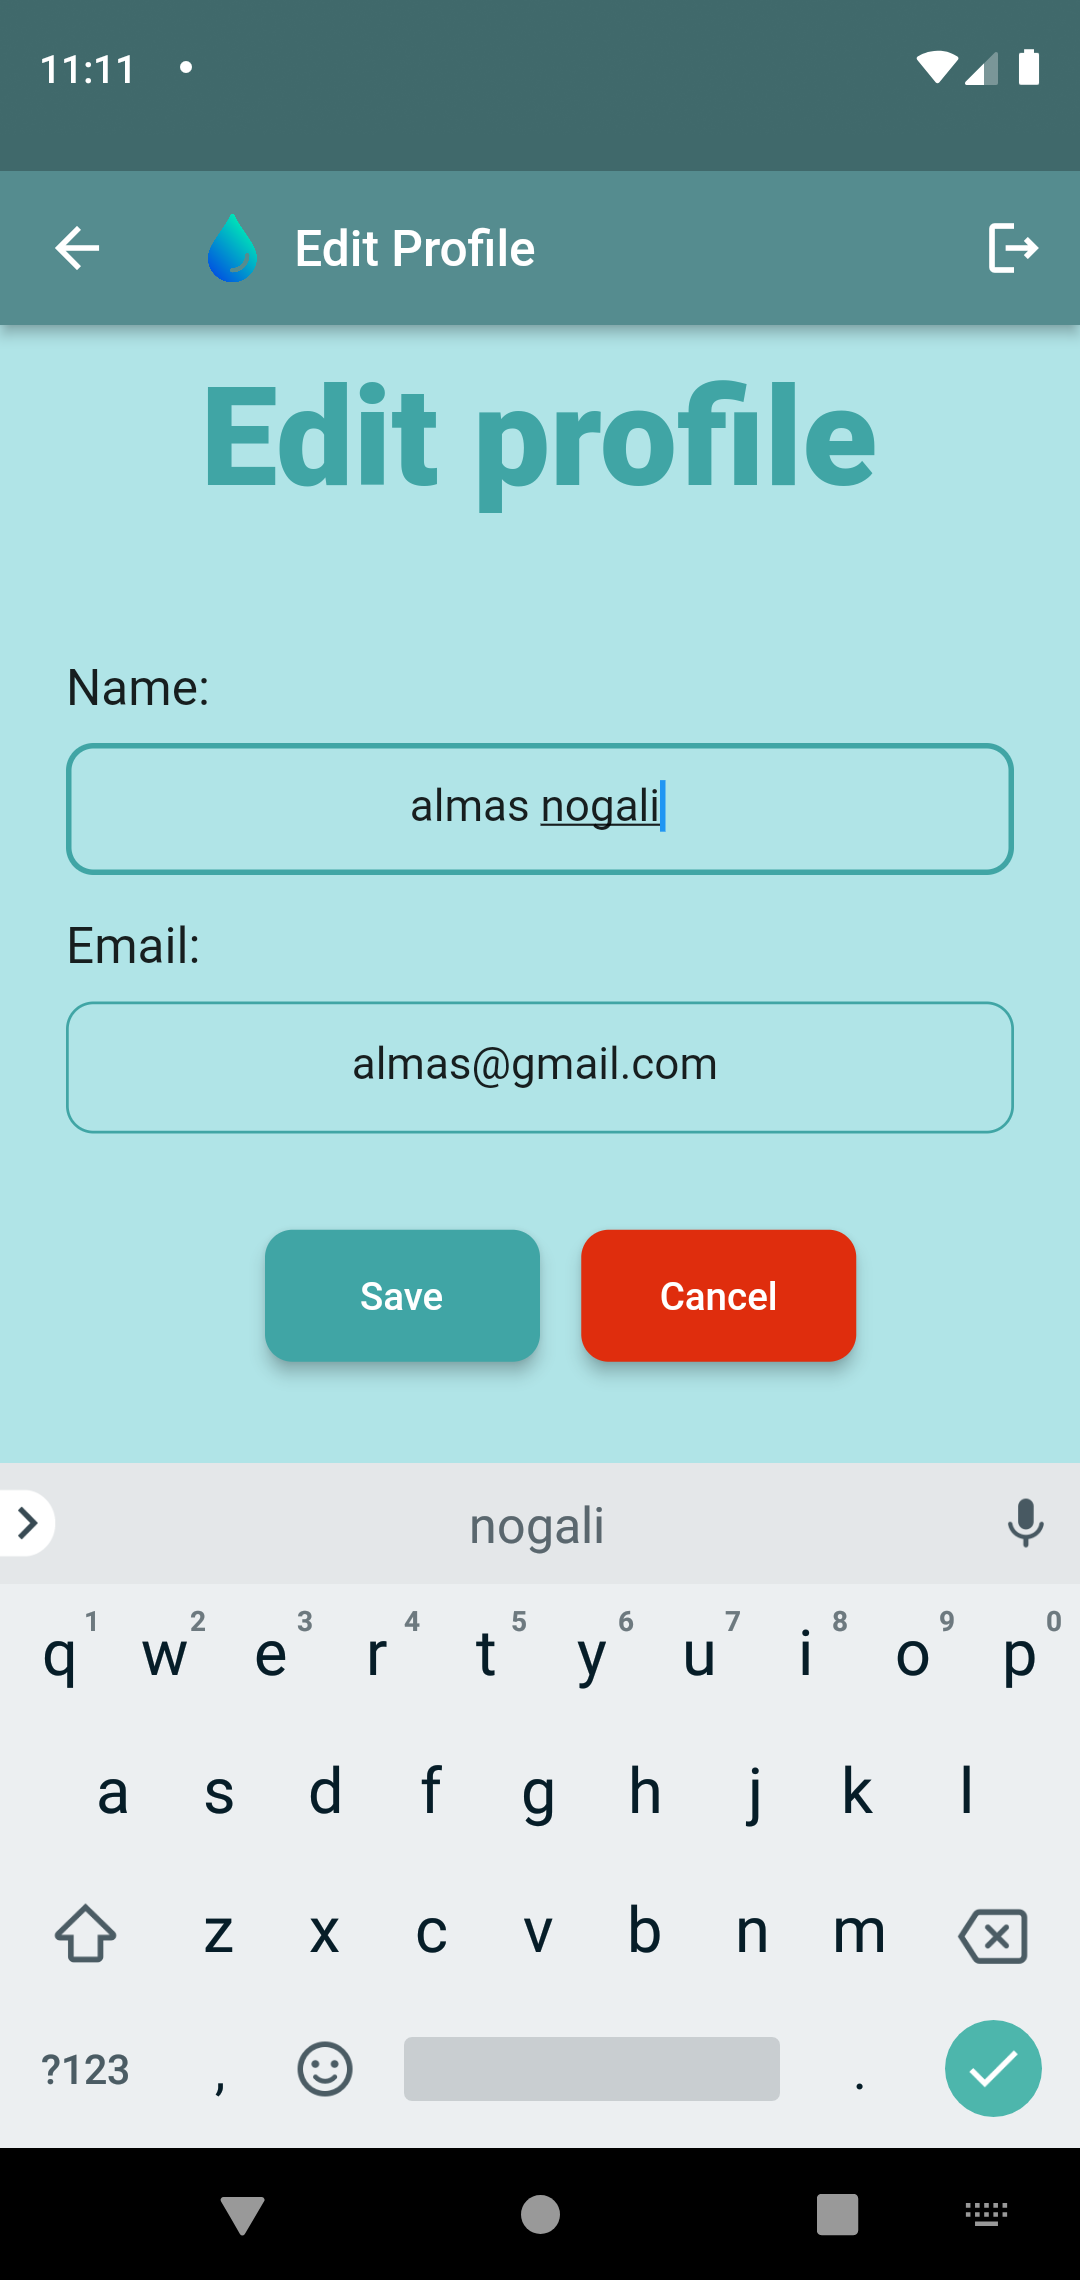 11:11
Edit Profile
Edit profile
Name:
almas nogali
Email:
almas@gmail.com
Save Cancel
nogali
q 1 w 2 e 3 r 4 t 5 y 6 u 7 i 8 o 9 p 0
a s d f g h j k l
z x c v b n m
?123 , .